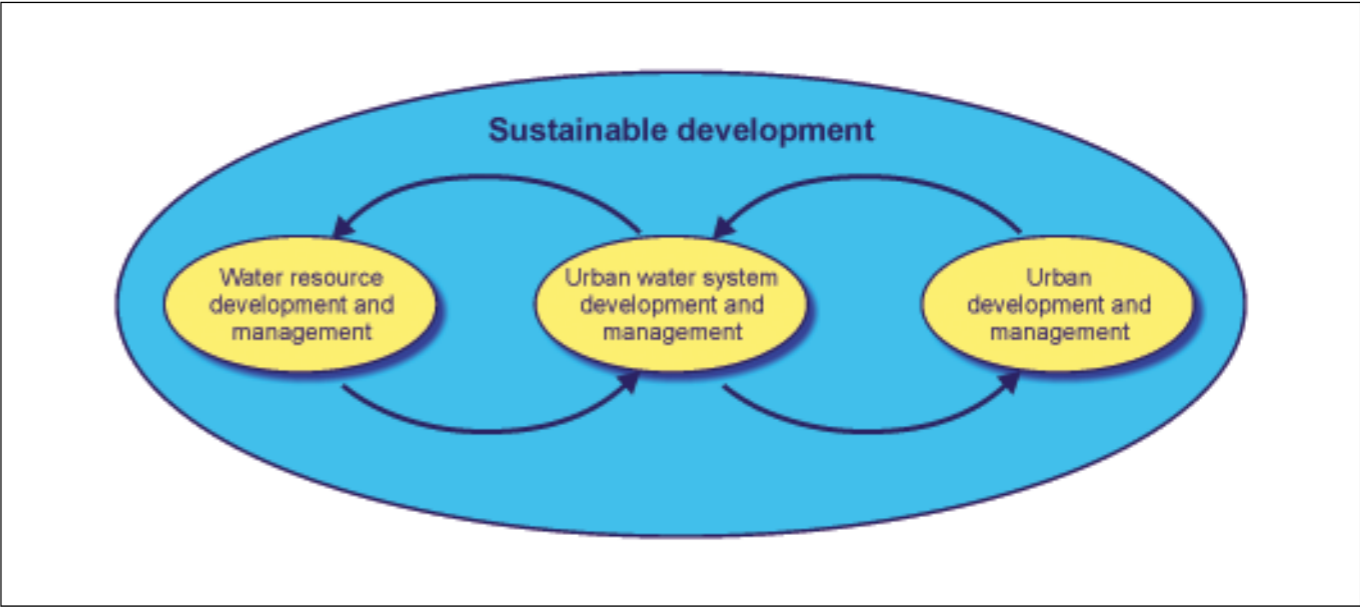 Sustainable development
Water resource
development and
management
Urban water system
development and
management
Urban
development and
management